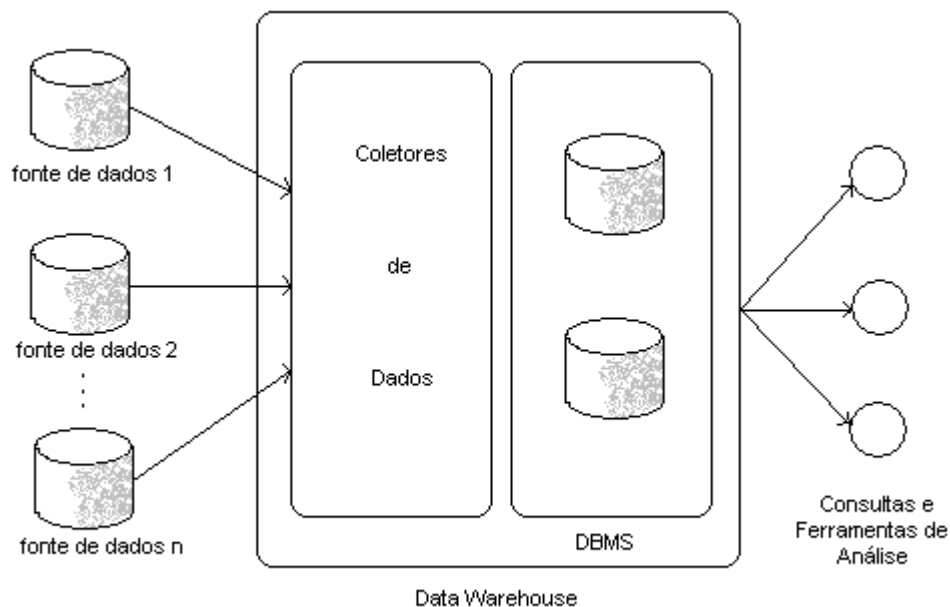 fonte de dados 1
fonte de dados 2
fonte de dados n
Coletores
de
Dados
DBMS
Data Warehouse
Consultas e
Ferramentas de
Análise